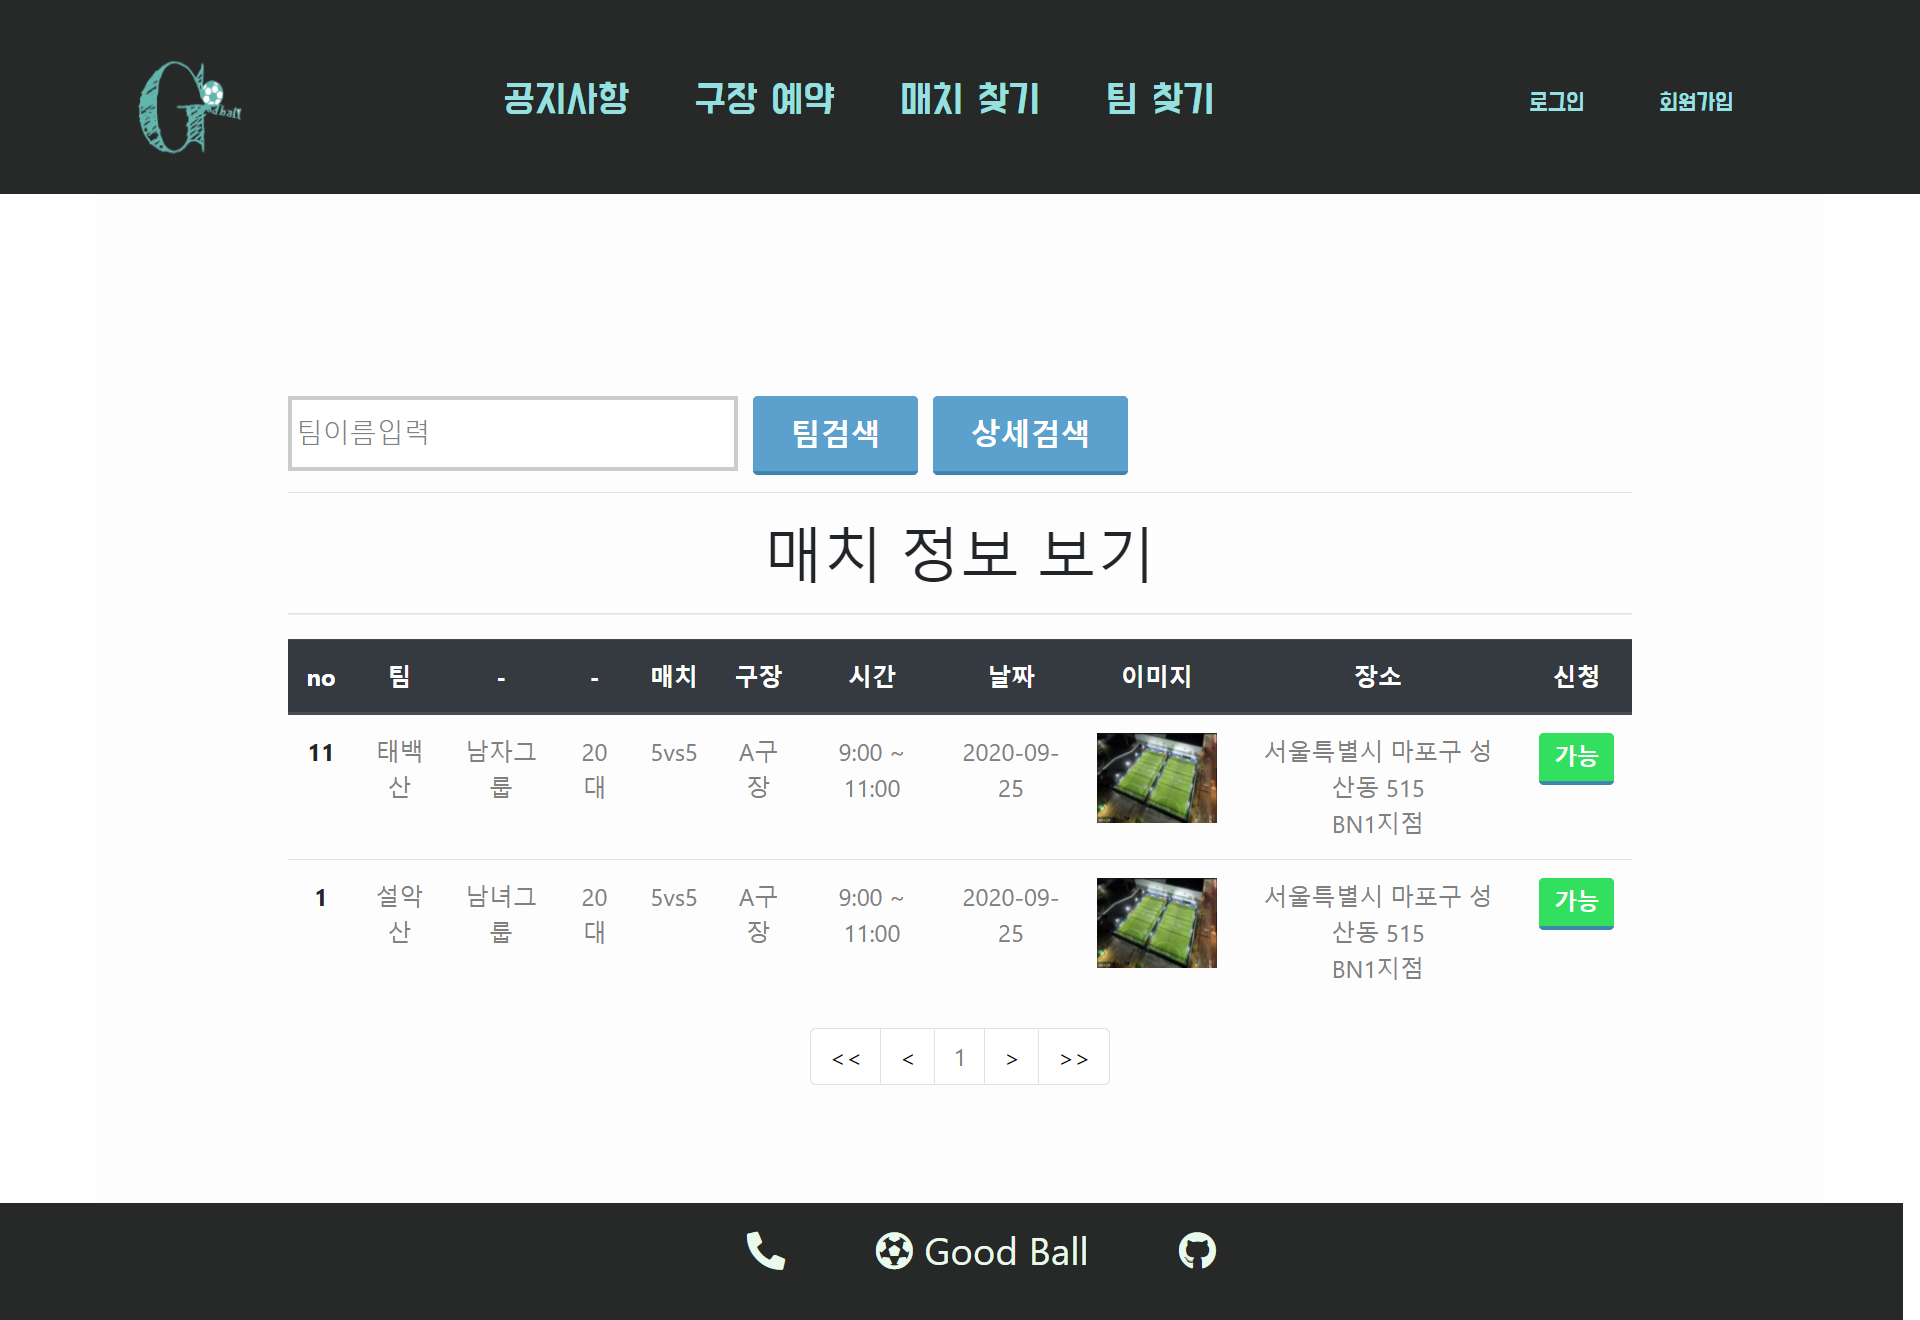 G
dball
공지사항 구장 예약 매치 찾기 팀 찾기 로그인 회원가입
팀이름입력 팀검색 상세검색
매치 정보 보기
no 팀 - - 매치 구장 시간 날짜 이미지 장소 신청
11 태백 남자그 20 5vs5 A구 9:00 ~ 2020-09- 서울특별시 마포구 성 가능
산 룹 대 장 11:00 25 산동 515
BN1지점
1 설악 남녀그 20 5vs5 A구 9:00 ~ 2020-09- 서울특별시 마포구 성 가능
산 룹 대 장 11:00 25 산동 515
BN1지점
<< < 1 > >>
Good Ball